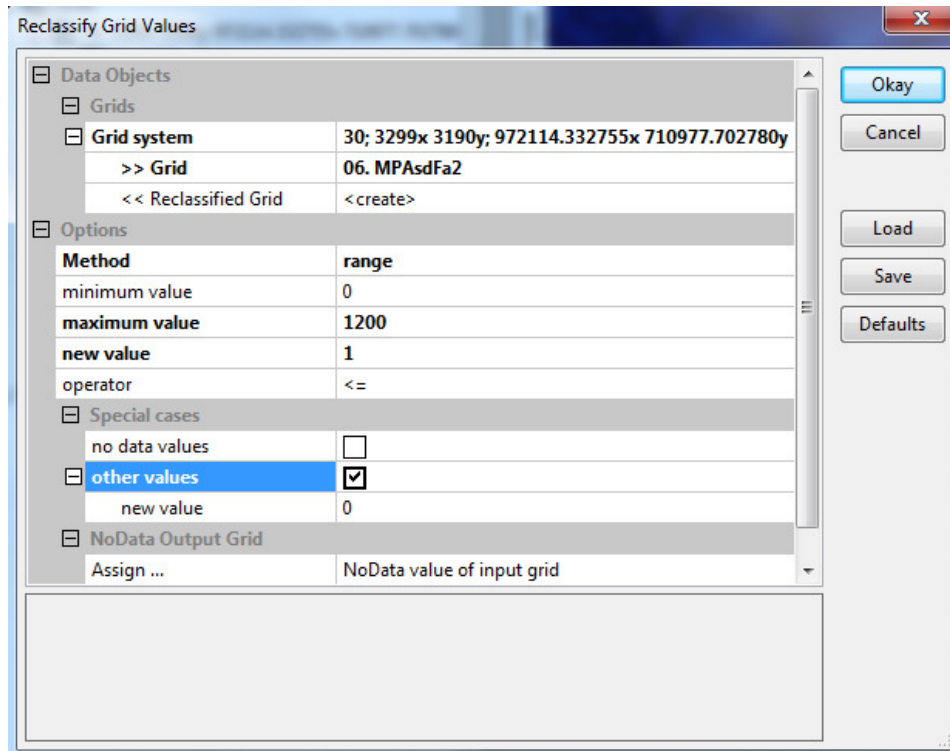 Reclassify Grid Values
Data Objects
Okay
Grids
Grid system 30; 3299x 3190y; 972114.332755x 710977.702780y
Cancel
>> Grid 06. MPAsdFa2
<< Reclassified Grid <create>
Options
Load
Method range
minimum value 0
Save
maximum value 1200
Defaults
new value 1
operator <=
Special cases
no data values
other values
new value 0
NoData Output Grid
Assign ... NoData value of input grid